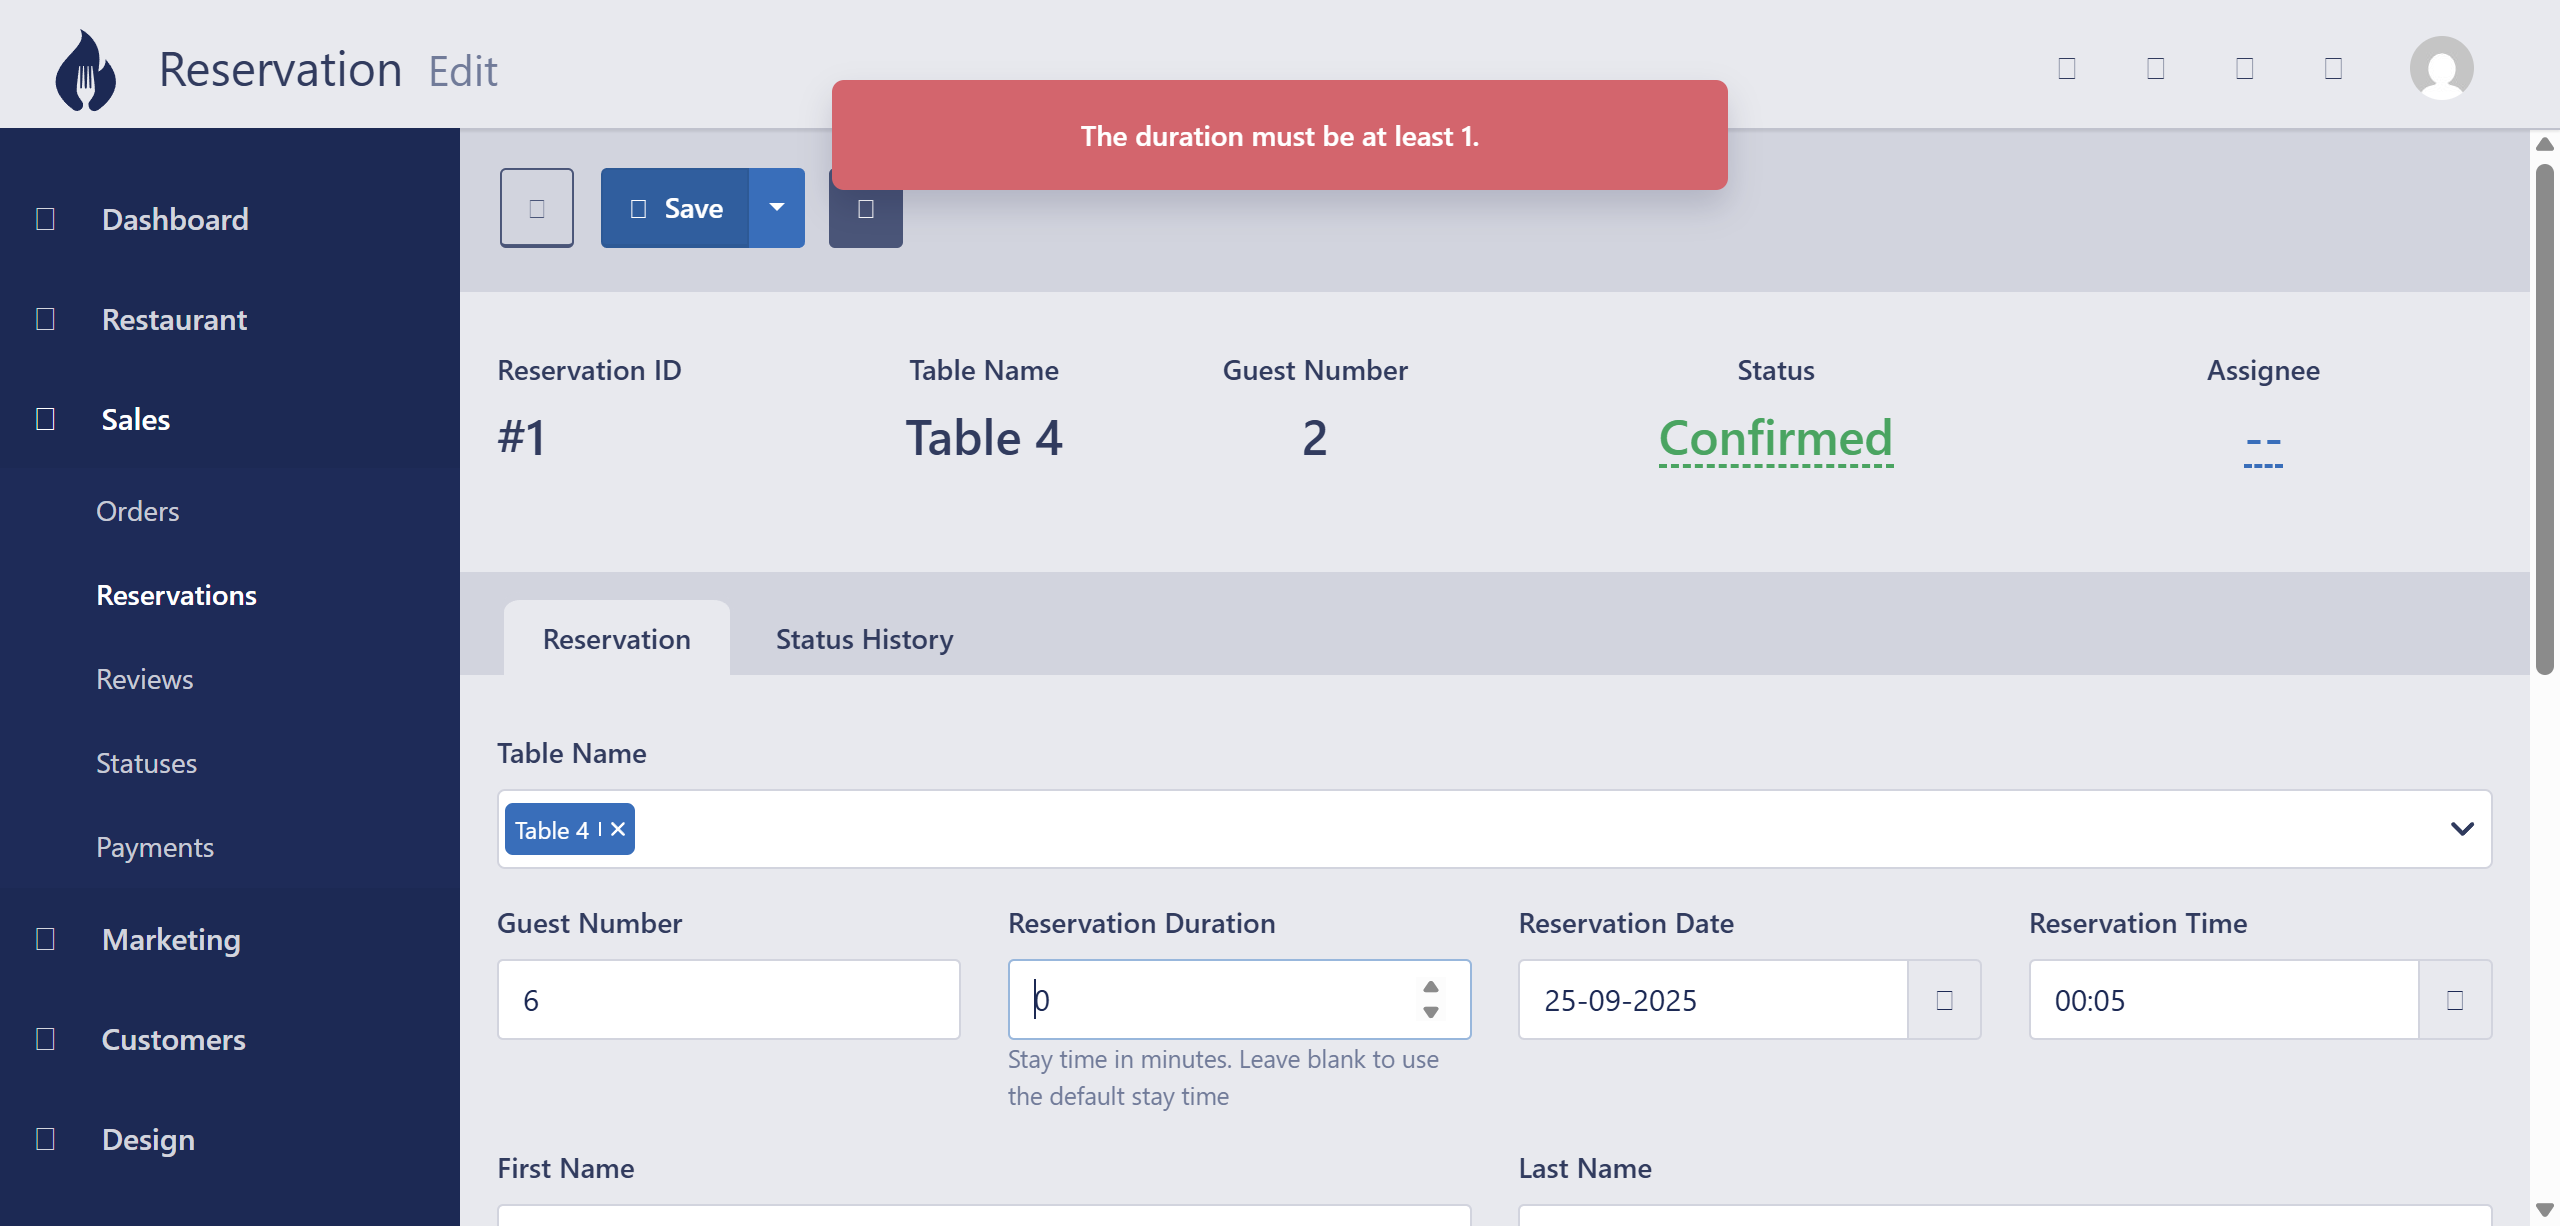 Reservation Edit
The duration must be at least 1.
Save
Dashboard
Restaurant
Sales
Orders
Reservations
Reviews
Statuses
Payments
Marketing
Customers
Design
Reservation ID
#1
Table Name
Table 4
Guest Number
2
Status
Confirmed
Assignee
--
Reservation
Status History
Table Name
Table 4
Guest Number
6
Reservation Duration
0
Stay time in minutes. Leave blank to use
the default stay time
Reservation Date
25-09-2025
Reservation Time
00:05
First Name
Last Name